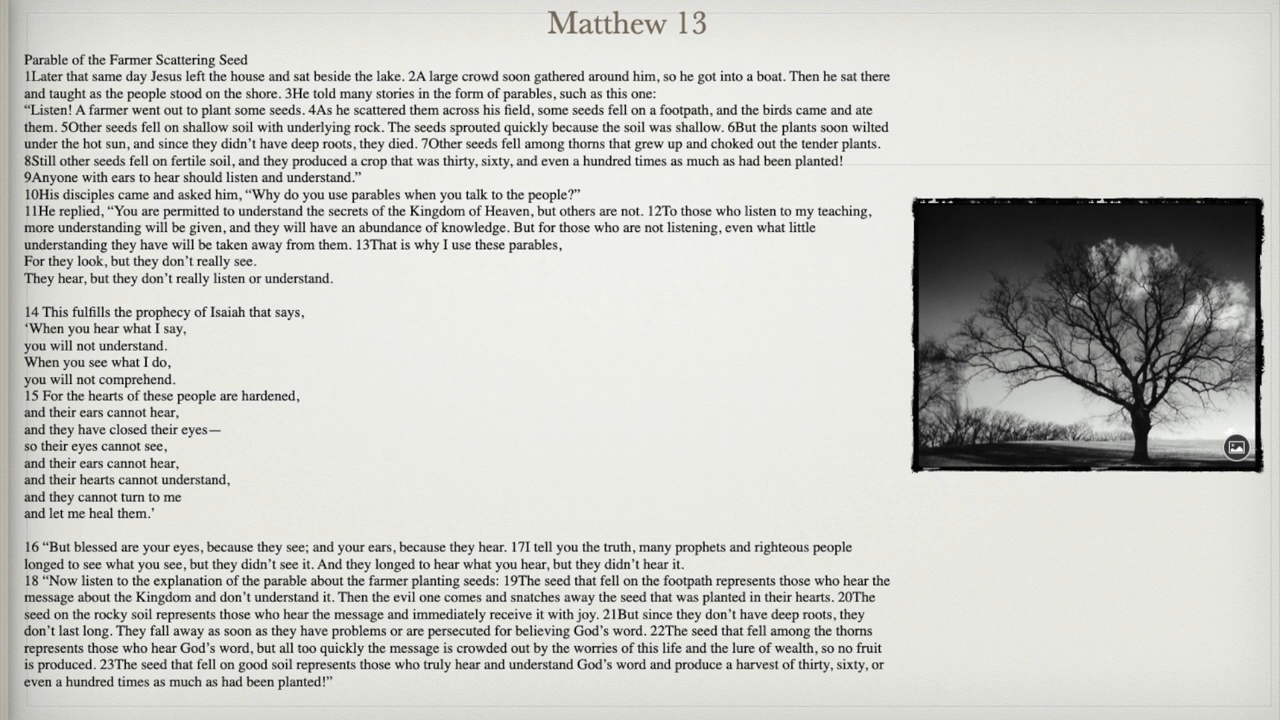 Matthew 13
Parable of the Farmer Scattering Seed
1Later that same day Jesus left the house and sat beside the lake. 2A large crowd soon gathered around him, so he got into a boat. Then he sat there
and taught as the people stood on the shore. 3He told many stories in the form of parables, such as this one:
“Listen! A farmer went out to plant some seeds. 4As he scattered them across his field, some seeds fell on a footpath, and the birds came and ate
them. 5Other seeds fell on shallow soil with underlying rock. The seeds sprouted quickly because the soil was shallow. 6But the plants soon wilted
under the hot sun, and since they didn’t have deep roots, they died. 7Other seeds fell among thorns that grew up and choked out the tender plants.
8Still other seeds fell on fertile soil, and they produced a crop that was thirty, sixty, and even a hundred times as much as had been planted!
9Anyone with ears to hear should listen and understand.”
10His disciples came and asked him, “Why do you use parables when you talk to the people?”
11He replied, “You are permitted to understand the secrets of the Kingdom of Heaven, but others are not. 12To those who listen to my teaching,
more understanding will be given, and they will have an abundance of knowledge. But for those who are not listening, even what little
understanding they have will be taken away from them. 13That is why I use these parables,
For they look, but they don’t really see.
They hear, but they don’t really listen or understand.
14 This fulfills the prophecy of Isaiah that says,
‘When you hear what I say,
you will not understand.
When you see what I do,
you will not comprehend.
15 For the hearts of these people are hardened,
and their ears cannot hear,
and they have closed their eyes—
so their eyes cannot see,
and their ears cannot hear,
and their hearts cannot understand,
and they cannot turn to me
and let me heal them.’
16 “But blessed are your eyes, because they see; and your ears, because they hear. 17I tell you the truth, many prophets and righteous people
longed to see what you see, but they didn’t see it. And they longed to hear what you hear, but they didn’t hear it.
18 “Now listen to the explanation of the parable about the farmer planting seeds: 19The seed that fell on the footpath represents those who hear the
message about the Kingdom and don’t understand it. Then the evil one comes and snatches away the seed that was planted in their hearts. 20The
seed on the rocky soil represents those who hear the message and immediately receive it with joy. 21But since they don’t have deep roots, they
don’t last long. They fall away as soon as they have problems or are persecuted for believing God’s word. 22The seed that fell among the thorns
represents those who hear God’s word, but all too quickly the message is crowded out by the worries of this life and the lure of wealth, so no fruit
is produced. 23The seed that fell on good soil represents those who truly hear and understand God’s word and produce a harvest of thirty, sixty, or
even a hundred times as much as had been planted!”